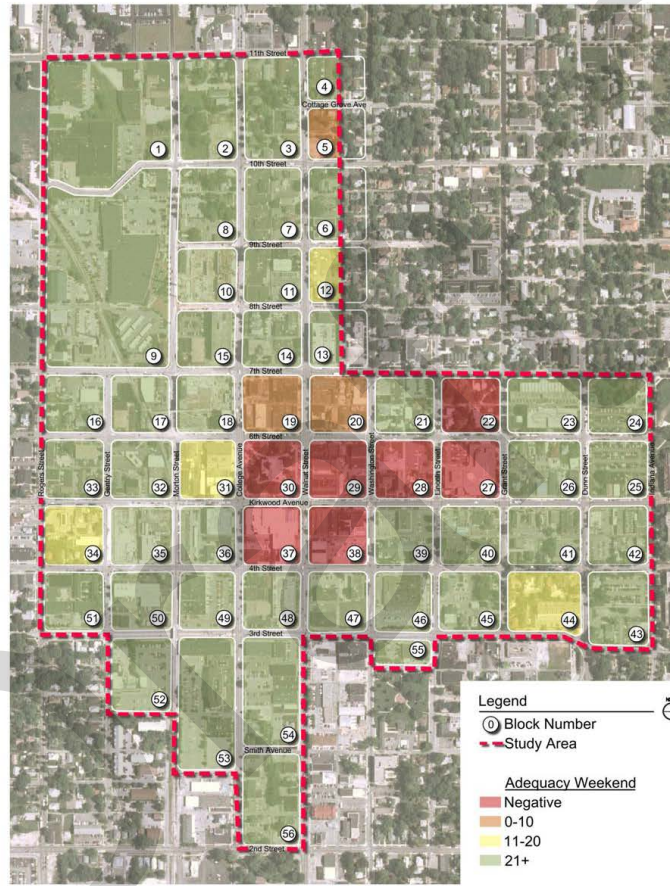 11th Street
4
Cottage Grove Ave
1
2
3
5
10th Street
8
7
6
9th Street
10
11
12
8th Street
9
15
14
13
7th Street
16
17
18
19
20
21
22
23
24
6th Street
Rogers Street
Gentry Street
Morton Street
College Avenue
Walnut Street
Washington Street
Lincoln Street
Grant Street
Dunn Street
Indiana Avenue
33
32
31
30
29
28
27
26
25
Kirkwood Avenue
34
35
36
37
38
39
40
41
42
4th Street
51
50
49
48
47
46
45
44
43
3rd Street
55
52
53
54
Smith Avenue
56
2nd Street
Legend
0 Block Number
Study Area
Adequacy Weekend
Negative
0-10
11-20
21+